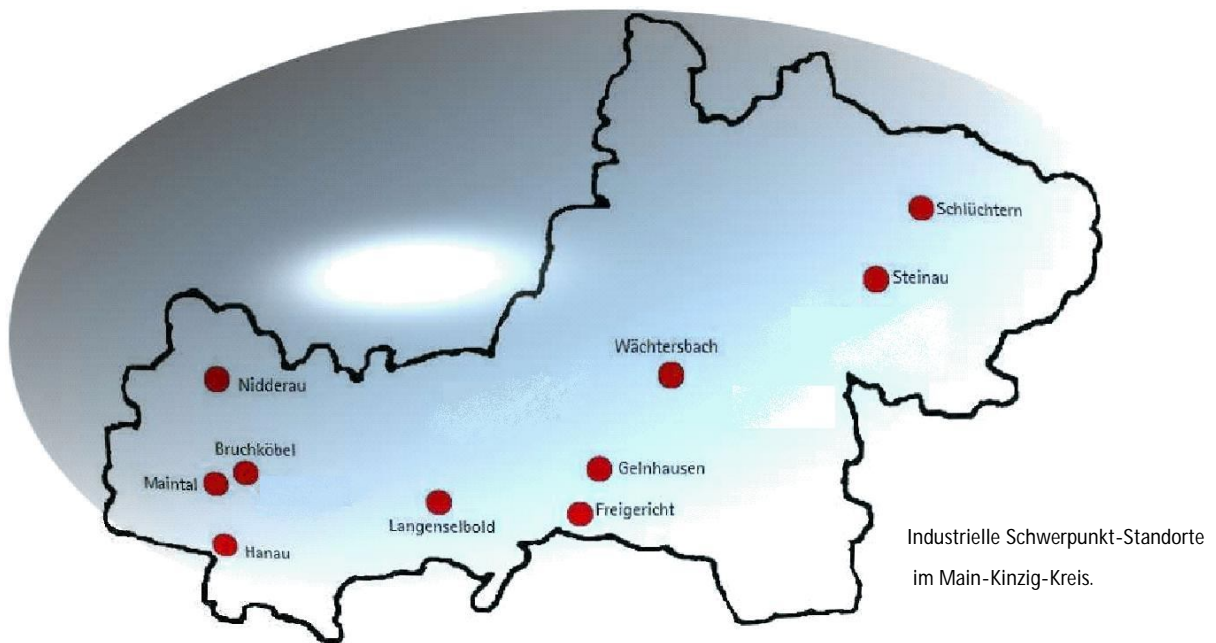 Schlüchtern
Steinau
Wächtersbach
Nidderau
Bruchköbel
Maintal
Gelnhausen
Langenselbold
Freigericht
Hanau
Industrielle Schwerpunkt-Standorte
im Main-Kinzig-Kreis.